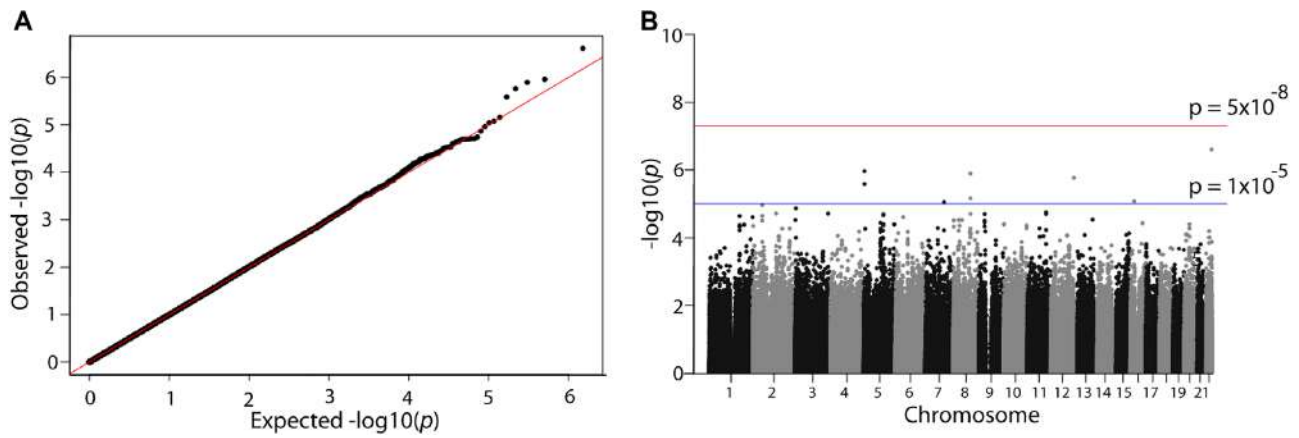 A
Observed -log10(p)
6
5
4
3
2
1
0
0 1 2 3 4 5 6
Expected -log10(p)
B
-log10(p)
10
8
6
4
2
0
p = 5x10-8
p = 1x10-5
1 2 3 4 5 6 7 8 9 10 11 12 13 14 15 17 19 21
Chromosome